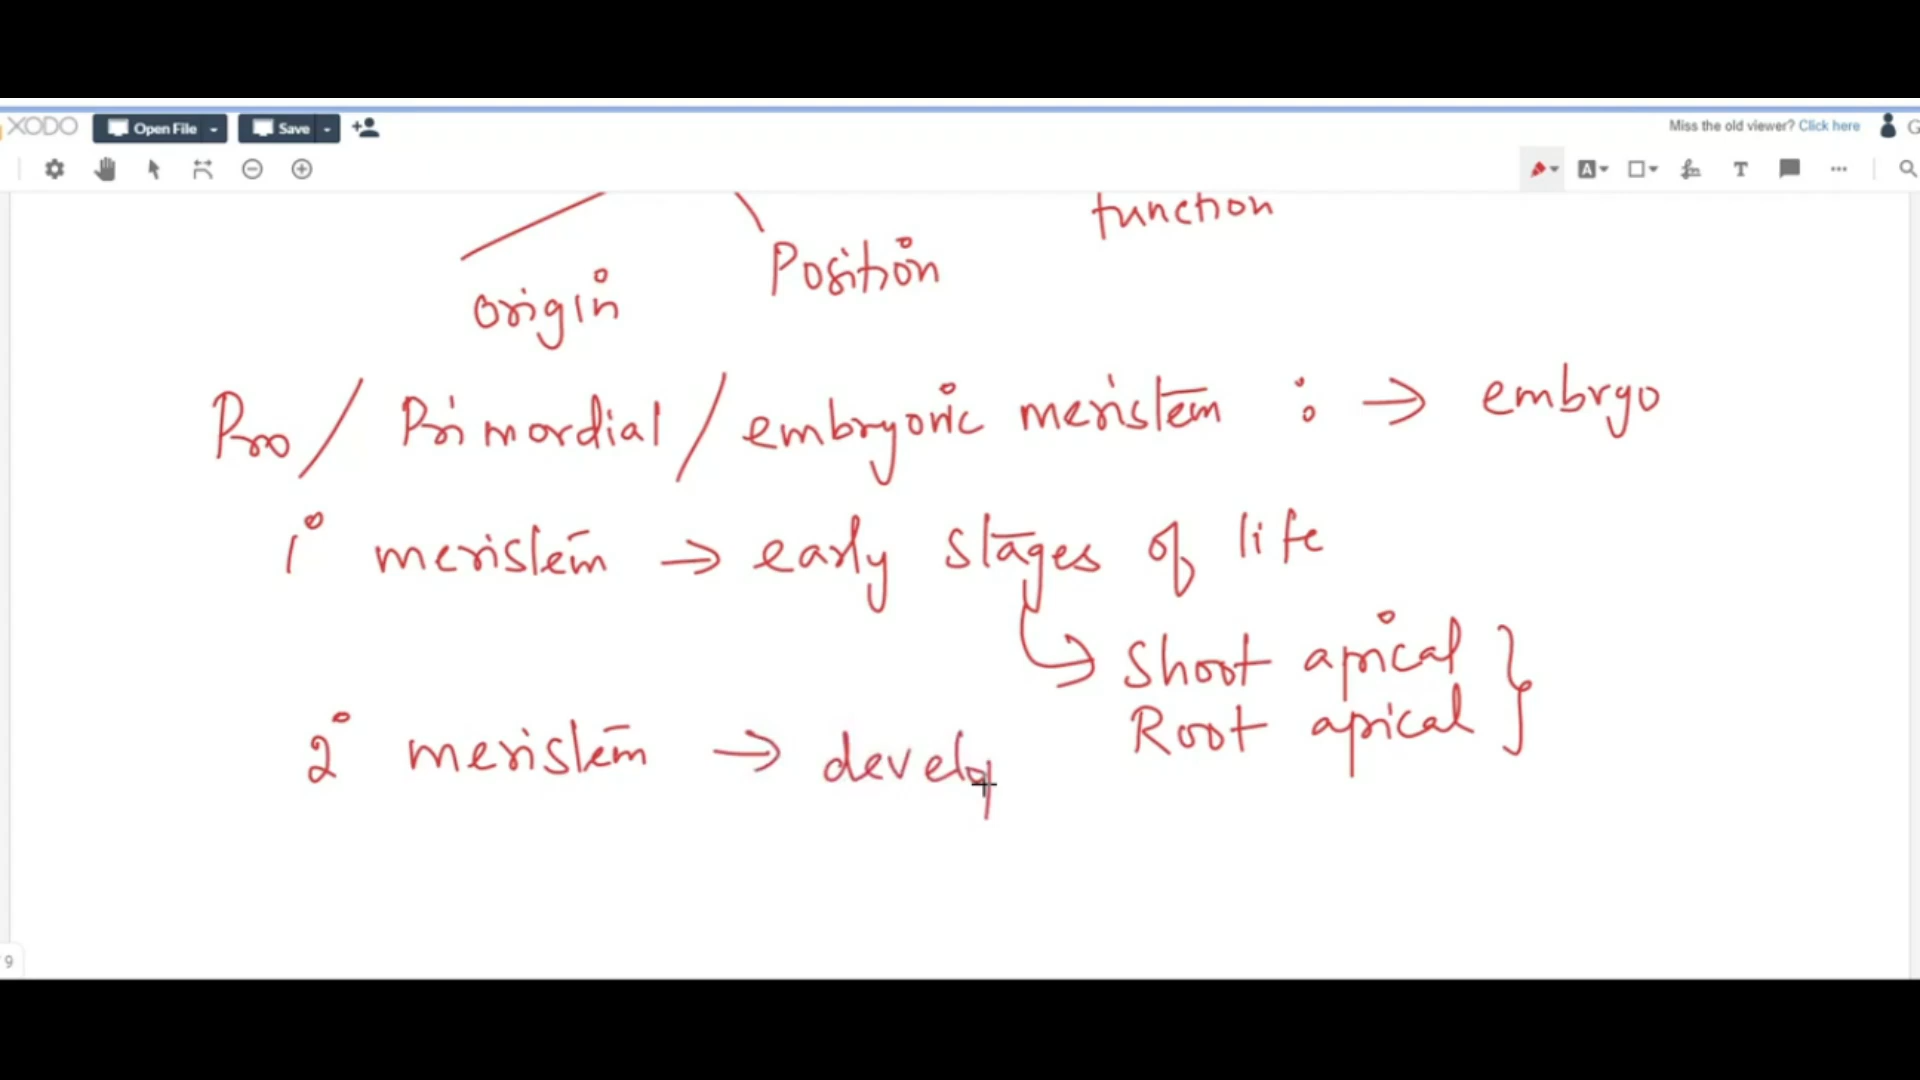 XODO Open File Save Miss the old viewer? Click here G
A T
function
Position
origin
Pro / Primordial / embryonic meristem : → embryo
1° meristem → early stages of life
→ Shoot apical
Root apical
2° meristem → develop
9